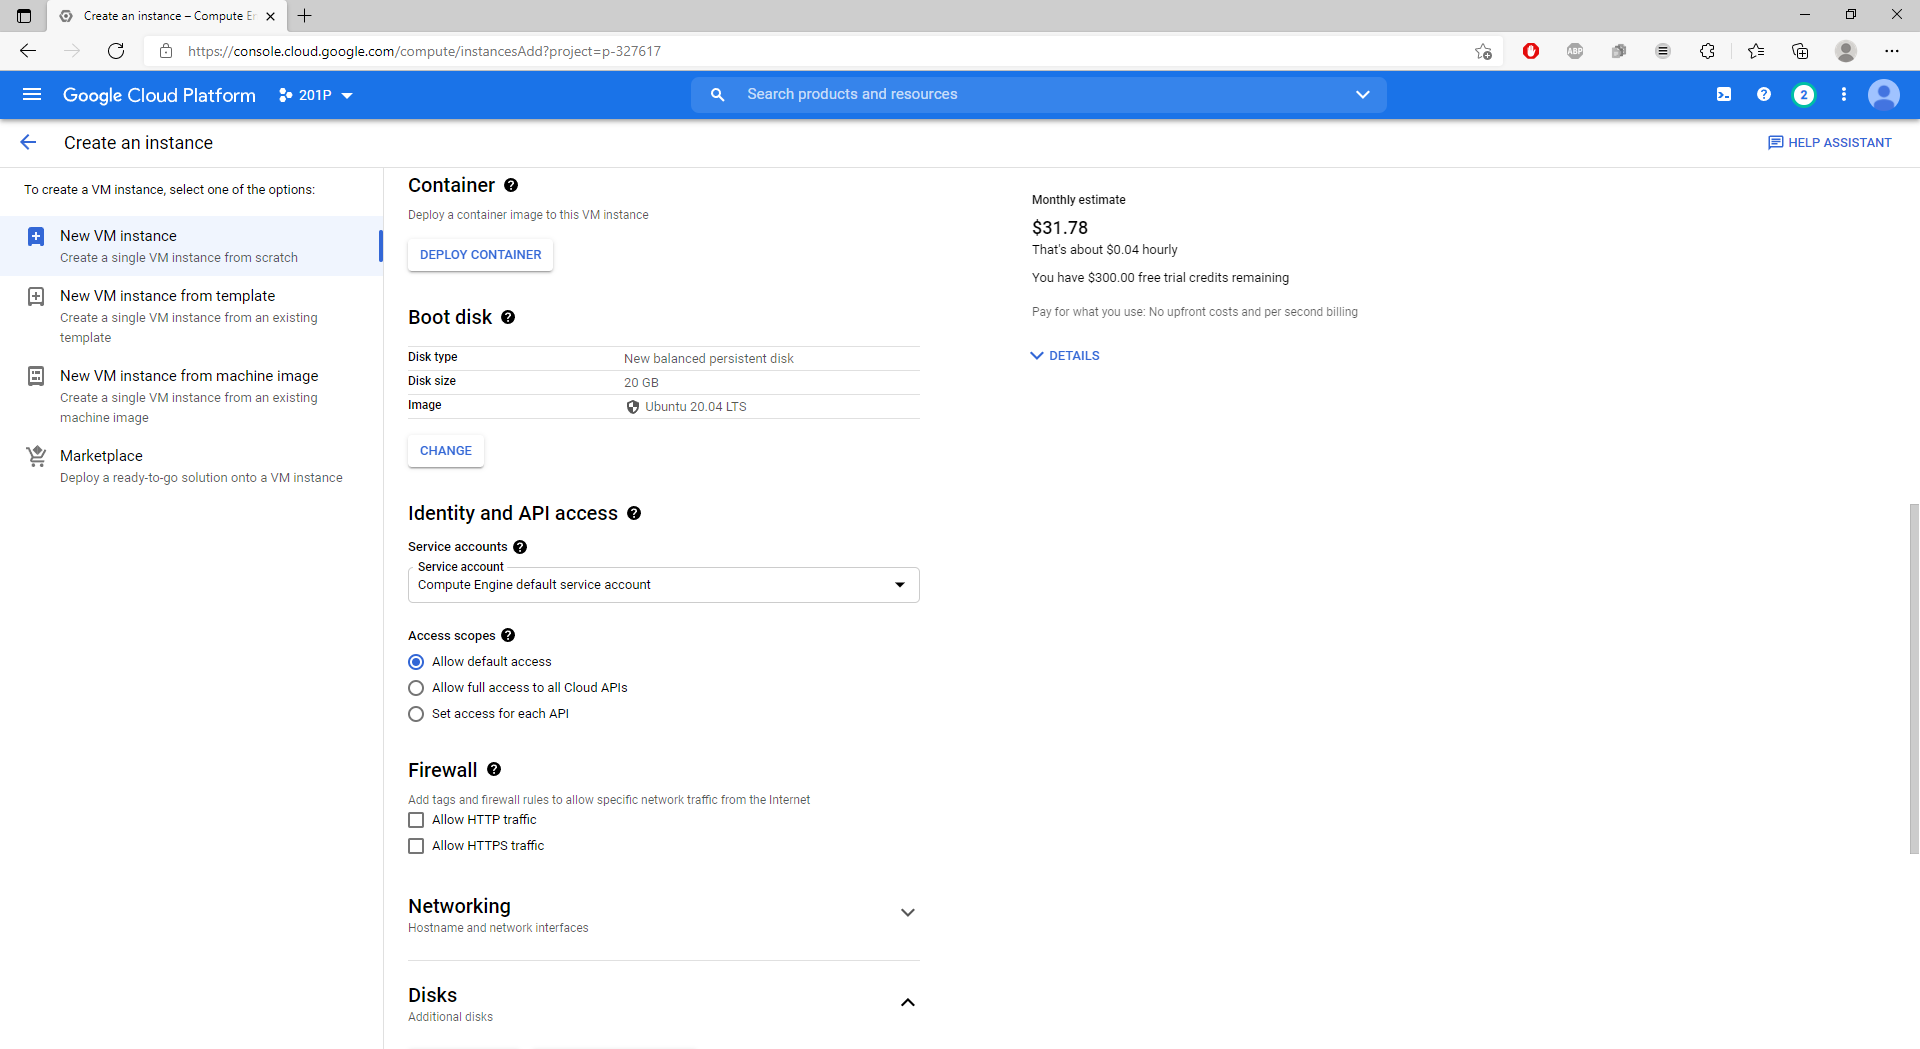 Create an instance – Compute En
https://console.cloud.google.com/compute/instancesAdd?project=p-327617
ABP
Google Cloud Platform
201P
Search products and resources
2
Create an instance
HELP ASSISTANT
To create a VM instance, select one of the options:
New VM instance
Create a single VM instance from scratch
New VM instance from template
Create a single VM instance from an existing
template
New VM instance from machine image
Create a single VM instance from an existing
machine image
Marketplace
Deploy a ready-to-go solution onto a VM instance
Container
Deploy a container image to this VM instance
DEPLOY CONTAINER
Boot disk
Disk type New balanced persistent disk
Disk size 20 GB
Image Ubuntu 20.04 LTS
CHANGE
Identity and API access
Service accounts
Service account
Compute Engine default service account
Access scopes
Allow default access
Allow full access to all Cloud APIs
Set access for each API
Firewall
Add tags and firewall rules to allow specific network traffic from the Internet
Allow HTTP traffic
Allow HTTPS traffic
Networking
Hostname and network interfaces
Disks
Additional disks
Monthly estimate
$31.78
That's about $0.04 hourly
You have $300.00 free trial credits remaining
Pay for what you use: No upfront costs and per second billing
DETAILS